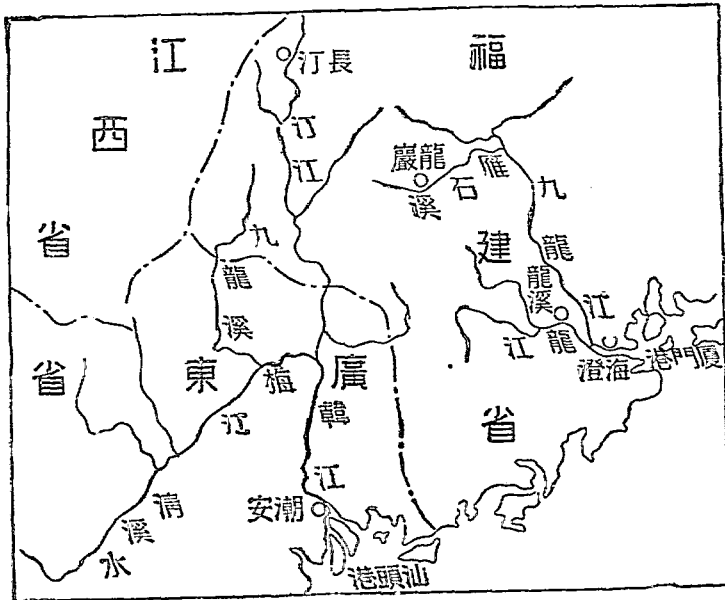 江西省
福建省
廣東省
長汀
汀江
龍巖
雁石溪
九龍江
龍溪
龍江
海澄
厦門港
九龍溪
梅江
韓江
潮安
汕頭港
清溪水